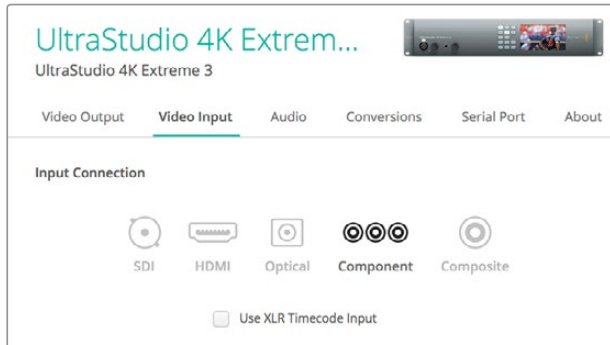 UltraStudio 4K Extrem...
UltraStudio 4K Extreme 3
Video Output Video Input Audio Conversions Serial Port About
Input Connection
SDI HDMI Optical Component Composite
Use XLR Timecode Input